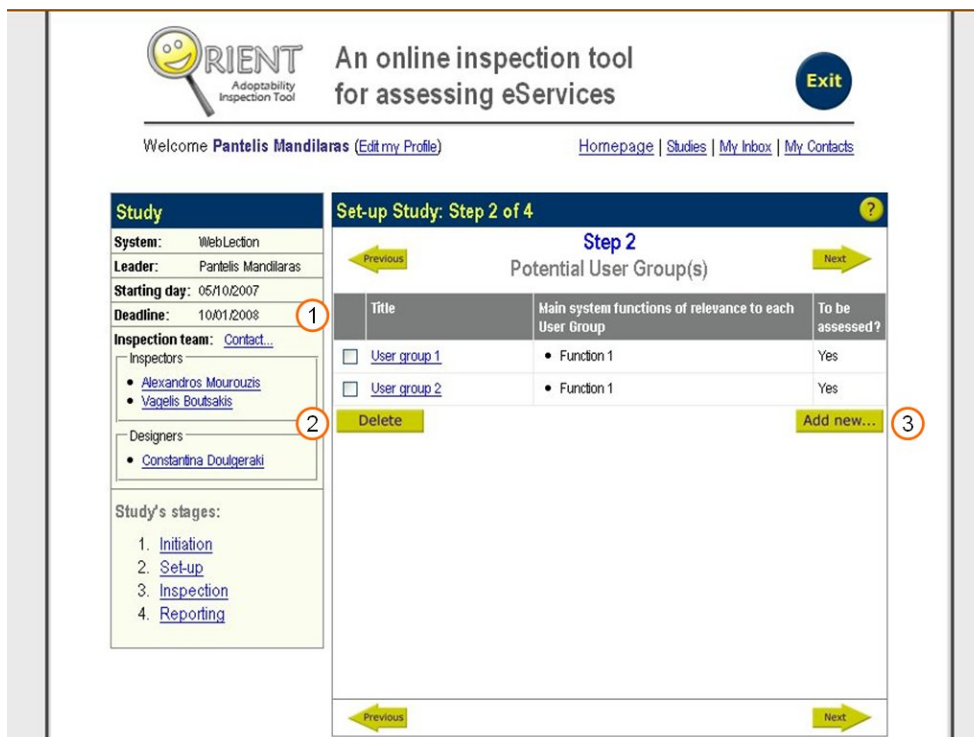 ORIENT
Adoptability
Inspection Tool
An online inspection tool
for assessing eServices
Exit
Welcome Pantelis Mandilaras (Edit my Profile)
Homepage | Studies | My Inbox | My Contacts
Study
System: WebLection
Leader: Pantelis Mandilaras
Starting day: 05/10/2007
Deadline: 10/01/2008
Inspection team: Contact...
Inspectors
• Alexandros Mourouzis
• Vagelis Boutsakis
Designers
• Constantina Doulgeraki
Study's stages:
1. Initiation
2. Set-up
3. Inspection
4. Reporting
Set-up Study: Step 2 of 4
?
Previous
Step 2
Potential User Group(s)
Next
1
Title
Main system functions of relevance to each
User Group
To be
assessed?
User group 1
• Function 1
Yes
User group 2
• Function 1
Yes
2
Delete
Add new...
3
Previous
Next